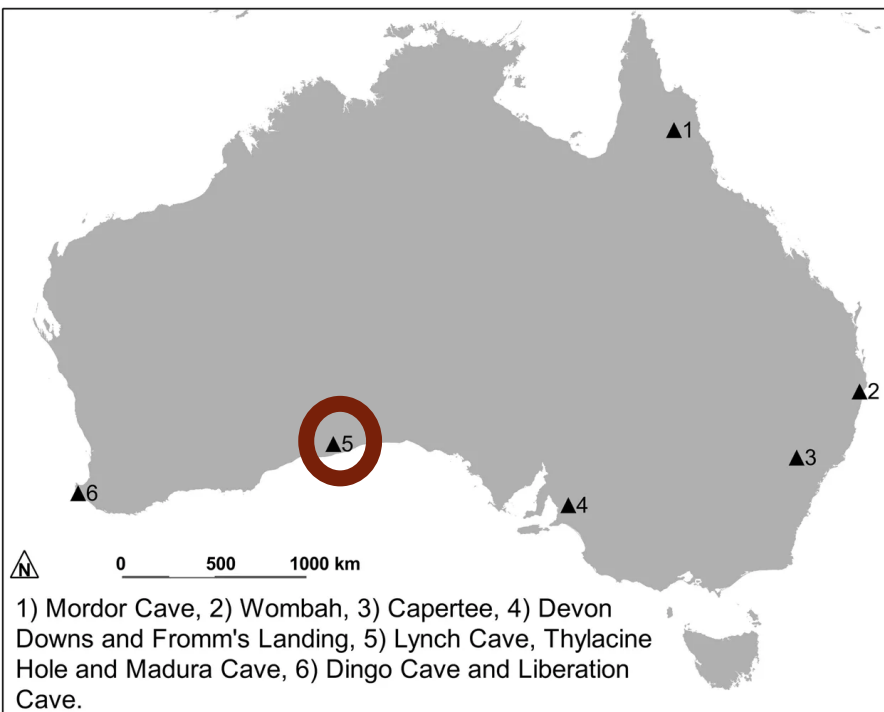 1
2
3
4
5
6
N
0 500 1000 km
1) Mordor Cave, 2) Wombah, 3) Capertee, 4) Devon
Downs and Fromm's Landing, 5) Lynch Cave, Thylacine
Hole and Madura Cave, 6) Dingo Cave and Liberation
Cave.